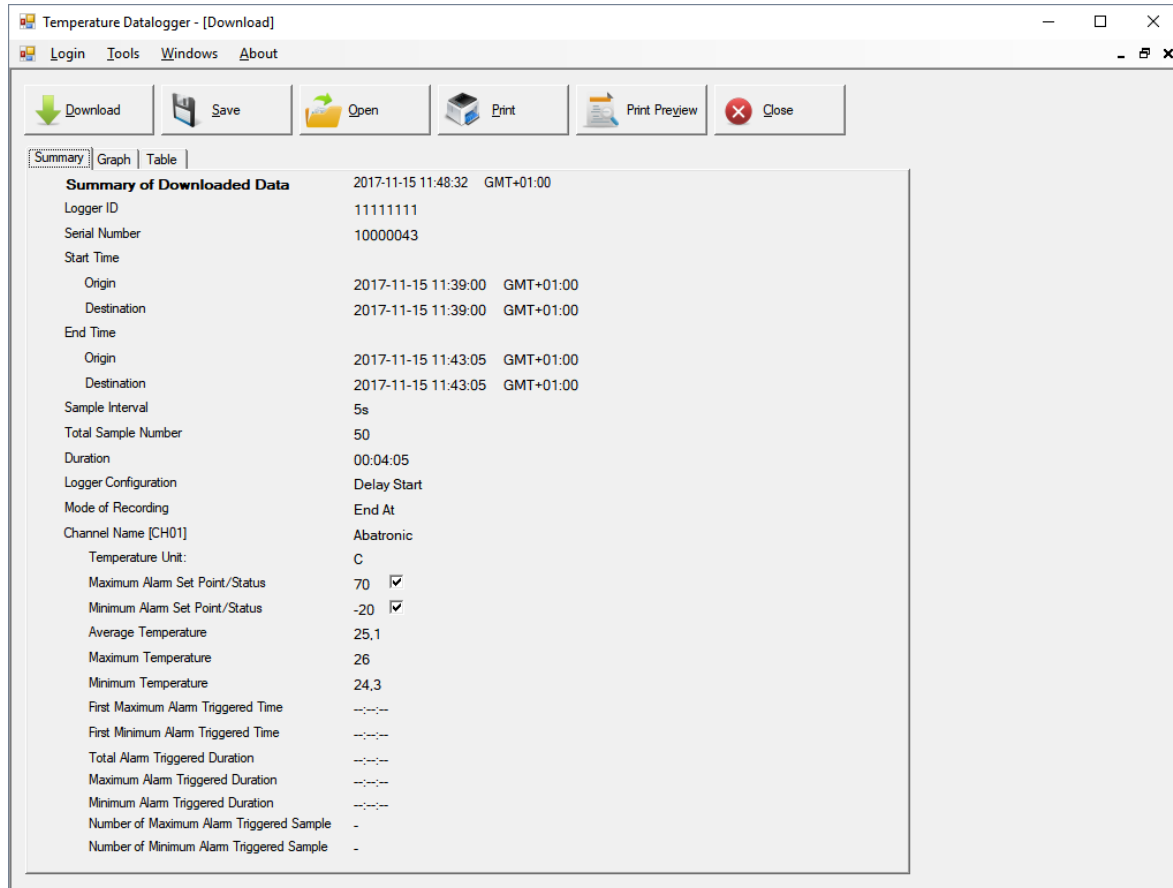 Temperature Datalogger - [Download]
Login Tools Windows About
Download Save Open Print Print Preview Close
Summary Graph Table
Summary of Downloaded Data 2017-11-15 11:48:32 GMT+01:00
Logger ID 11111111
Serial Number 10000043
Start Time
Origin 2017-11-15 11:39:00 GMT+01:00
Destination 2017-11-15 11:39:00 GMT+01:00
End Time
Origin 2017-11-15 11:43:05 GMT+01:00
Destination 2017-11-15 11:43:05 GMT+01:00
Sample Interval 5s
Total Sample Number 50
Duration 00:04:05
Logger Configuration Delay Start
Mode of Recording End At
Channel Name [CH01] Abatronic
Temperature Unit: C
Maximum Alarm Set Point/Status 70
Minimum Alarm Set Point/Status -20
Average Temperature 25,1
Maximum Temperature 26
Minimum Temperature 24,3
First Maximum Alarm Triggered Time --:--:--
First Minimum Alarm Triggered Time --:--:--
Total Alarm Triggered Duration --:--:--
Maximum Alarm Triggered Duration --:--:--
Minimum Alarm Triggered Duration --:--:--
Number of Maximum Alarm Triggered Sample -
Number of Minimum Alarm Triggered Sample -